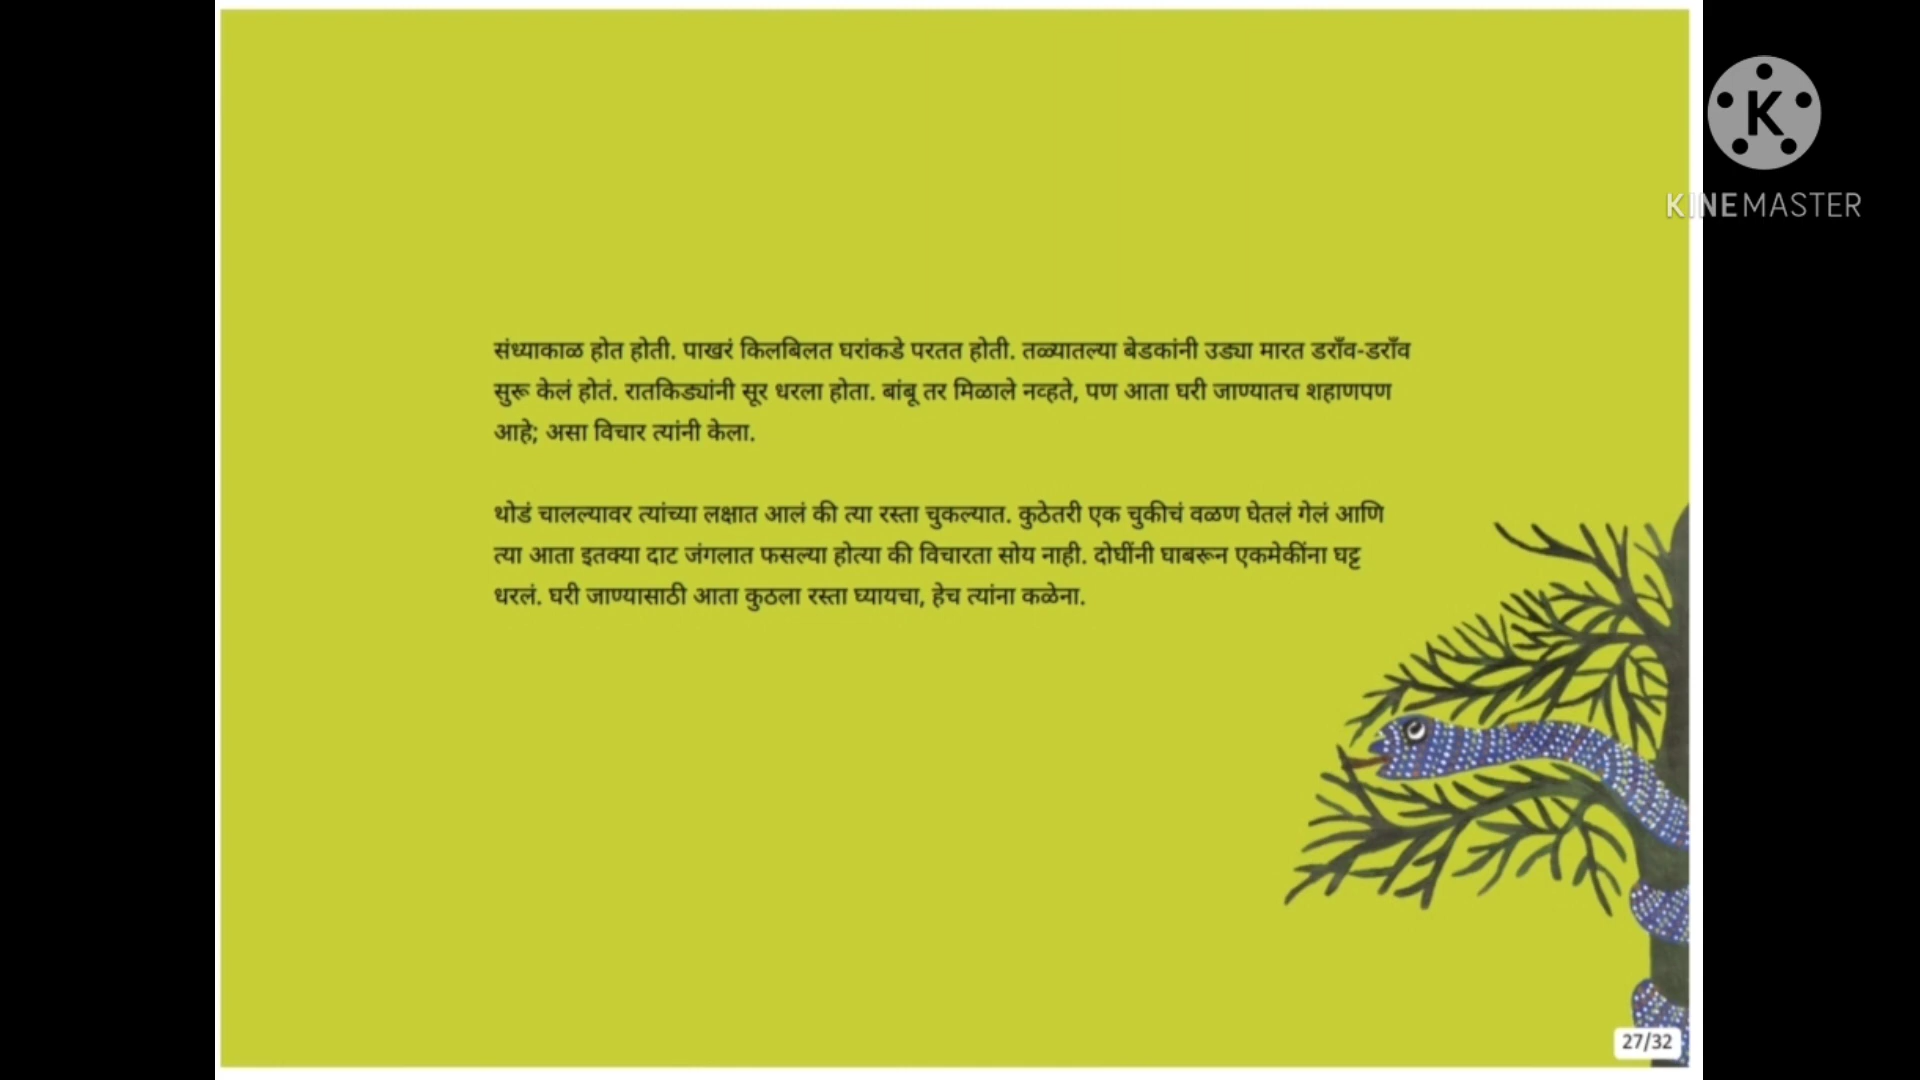 संध्याकाळ होत होती. पाखरं किलबिलत घरांकडे परतत होती. तळ्यातल्या बेडकांनी उड्या मारत डराँव-डराँव
सुरू केलं होतं. रातकिड्यांनी सूर धरला होता. बांबू तर मिळाले नव्हते, पण आता घरी जाण्यातच शहाणपण
आहे; असा विचार त्यांनी केला.
थोडं चालल्यावर त्यांच्या लक्षात आलं की त्या रस्ता चुकल्यात. कुठेतरी एक चुकीचं वळण घेतलं गेलं आणि
त्या आता इतक्या दाट जंगलात फसल्या होत्या की विचारता सोय नाही. दोघींनी घाबरून एकमेकींना घट्ट
धरलं. घरी जाण्यासाठी आता कुठला रस्ता घ्यायचा, हेच त्यांना कळेना.
K
KINEMASTER
27/32